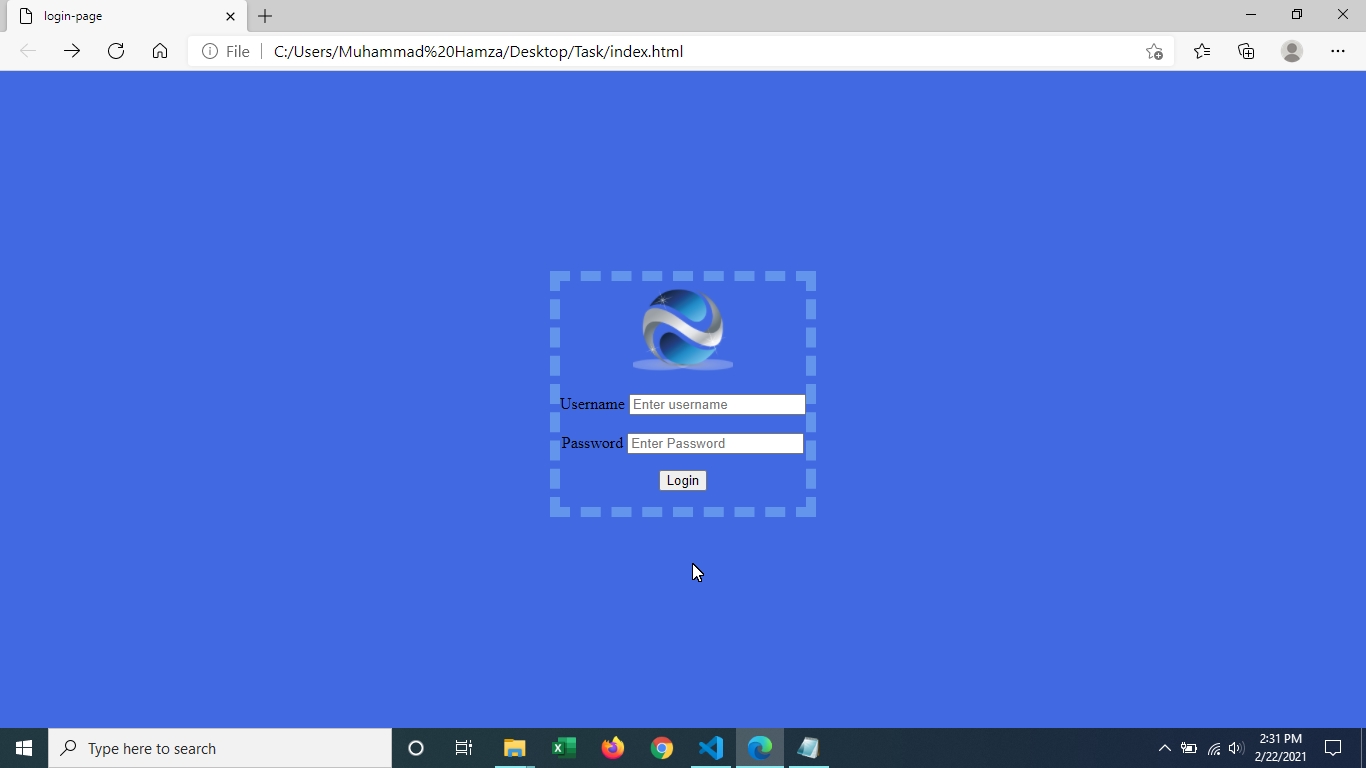 login-page
File
C:/Users/Muhammad%20Hamza/Desktop/Task/index.html
Username Enter username
Password Enter Password
Login
Type here to search
2:31 PM
2/22/2021